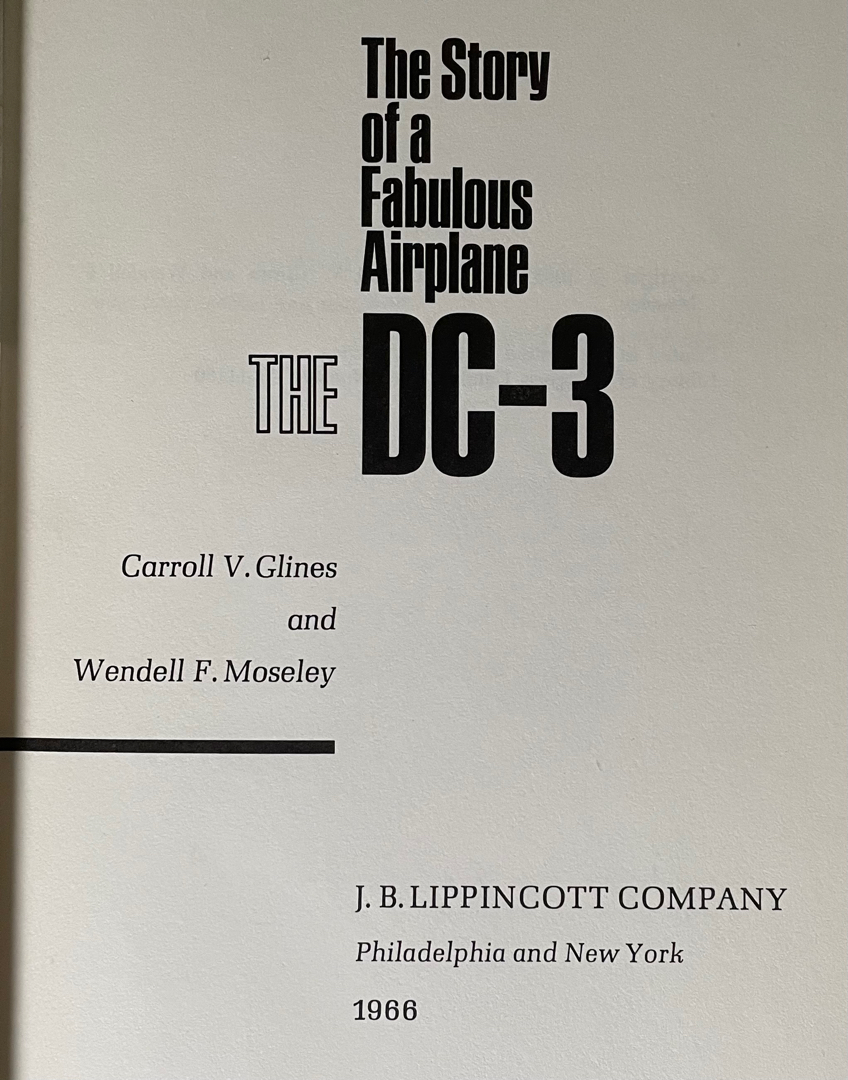 The Story
of a
Fabulous
Airplane
THE DC-3
Carroll V. Glines
and
Wendell F. Moseley
J. B. LIPPINCOTT COMPANY
Philadelphia and New York
1966